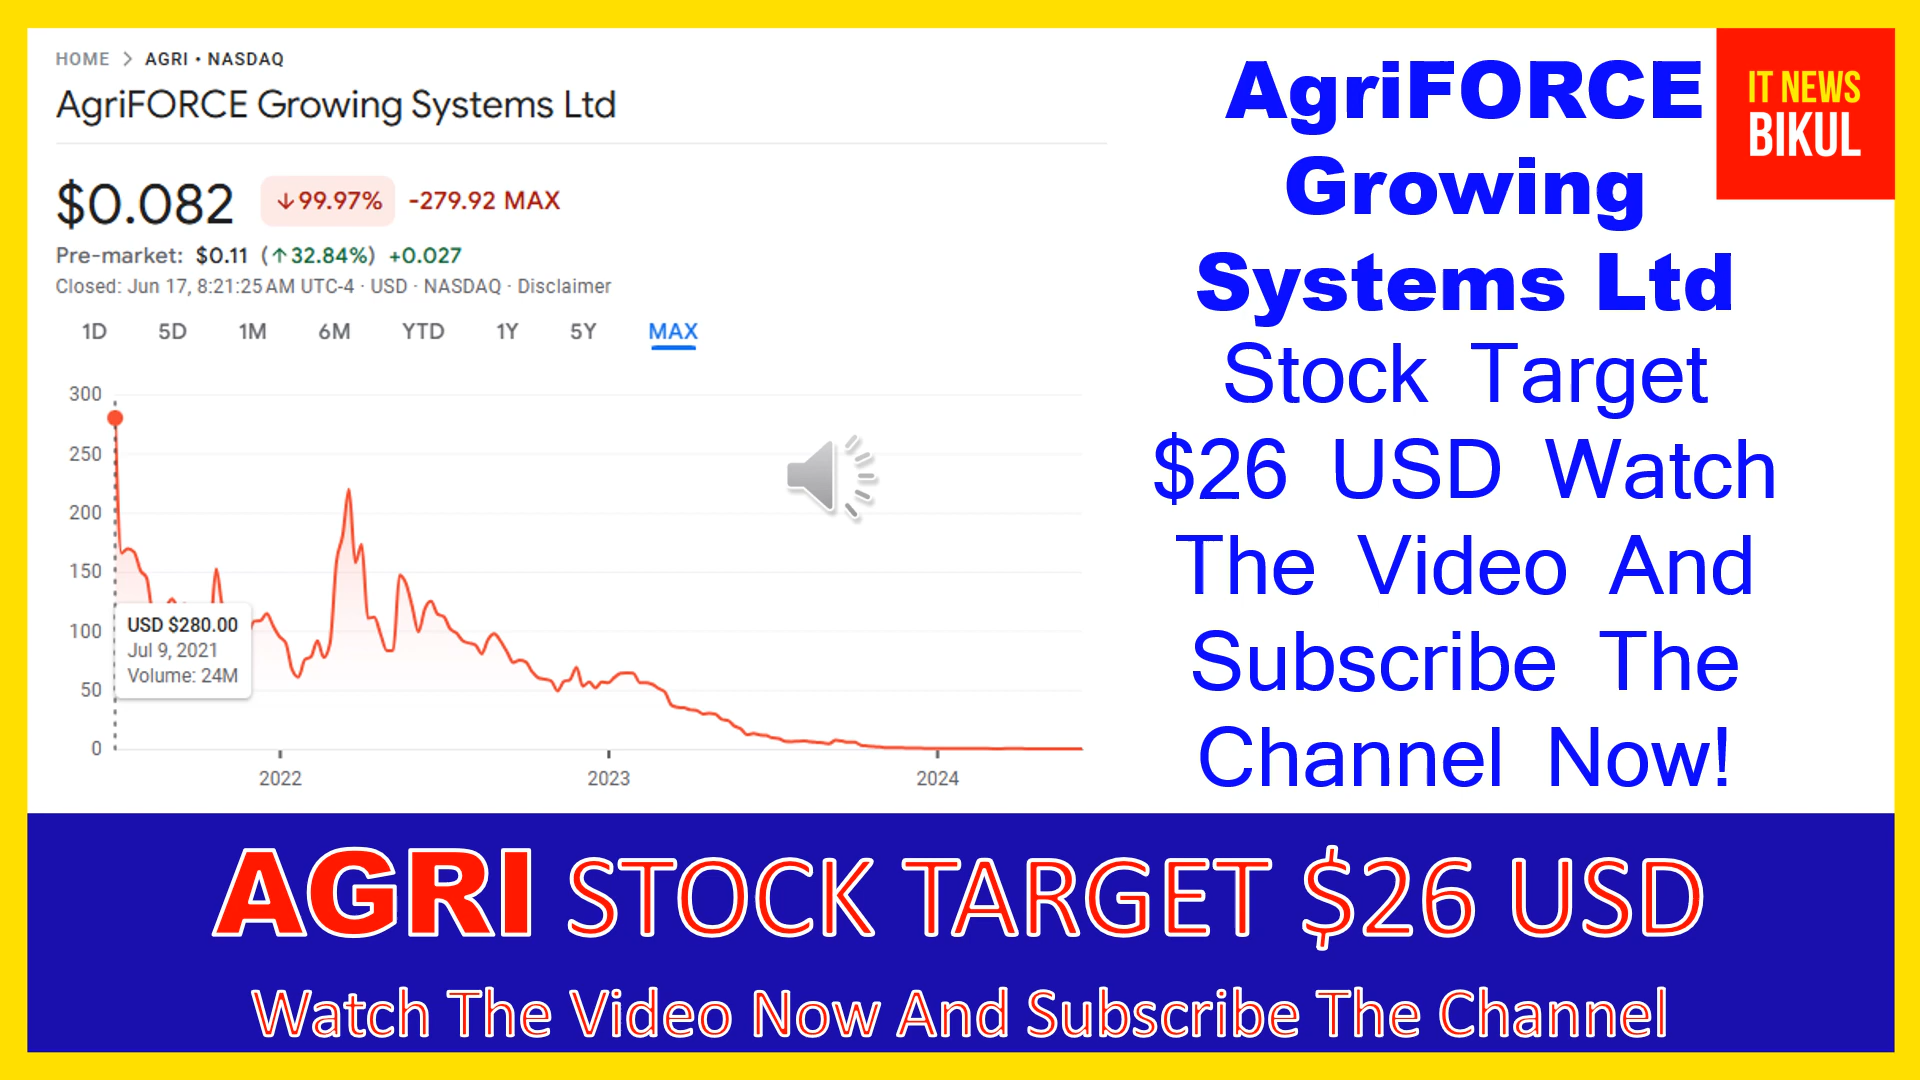 HOME > AGRI • NASDAQ
AgriFORCE Growing Systems Ltd
$0.082 ↓99.97% -279.92 MAX
Pre-market: $0.11 (↑32.84%) +0.027
Closed: Jun 17, 8:21:25 AM UTC-4 · USD · NASDAQ · Disclaimer
1D 5D 1M 6M YTD 1Y 5Y MAX
300
250
200
150
100
50
0
USD $280.00
Jul 9, 2021
Volume: 24M
2022 2023 2024
AgriFORCE
Growing
Systems Ltd
Stock Target
$26 USD Watch
The Video And
Subscribe The
Channel Now!
IT NEWS
BIKUL
AGRI STOCK TARGET $26 USD
Watch The Video Now And Subscribe The Channel